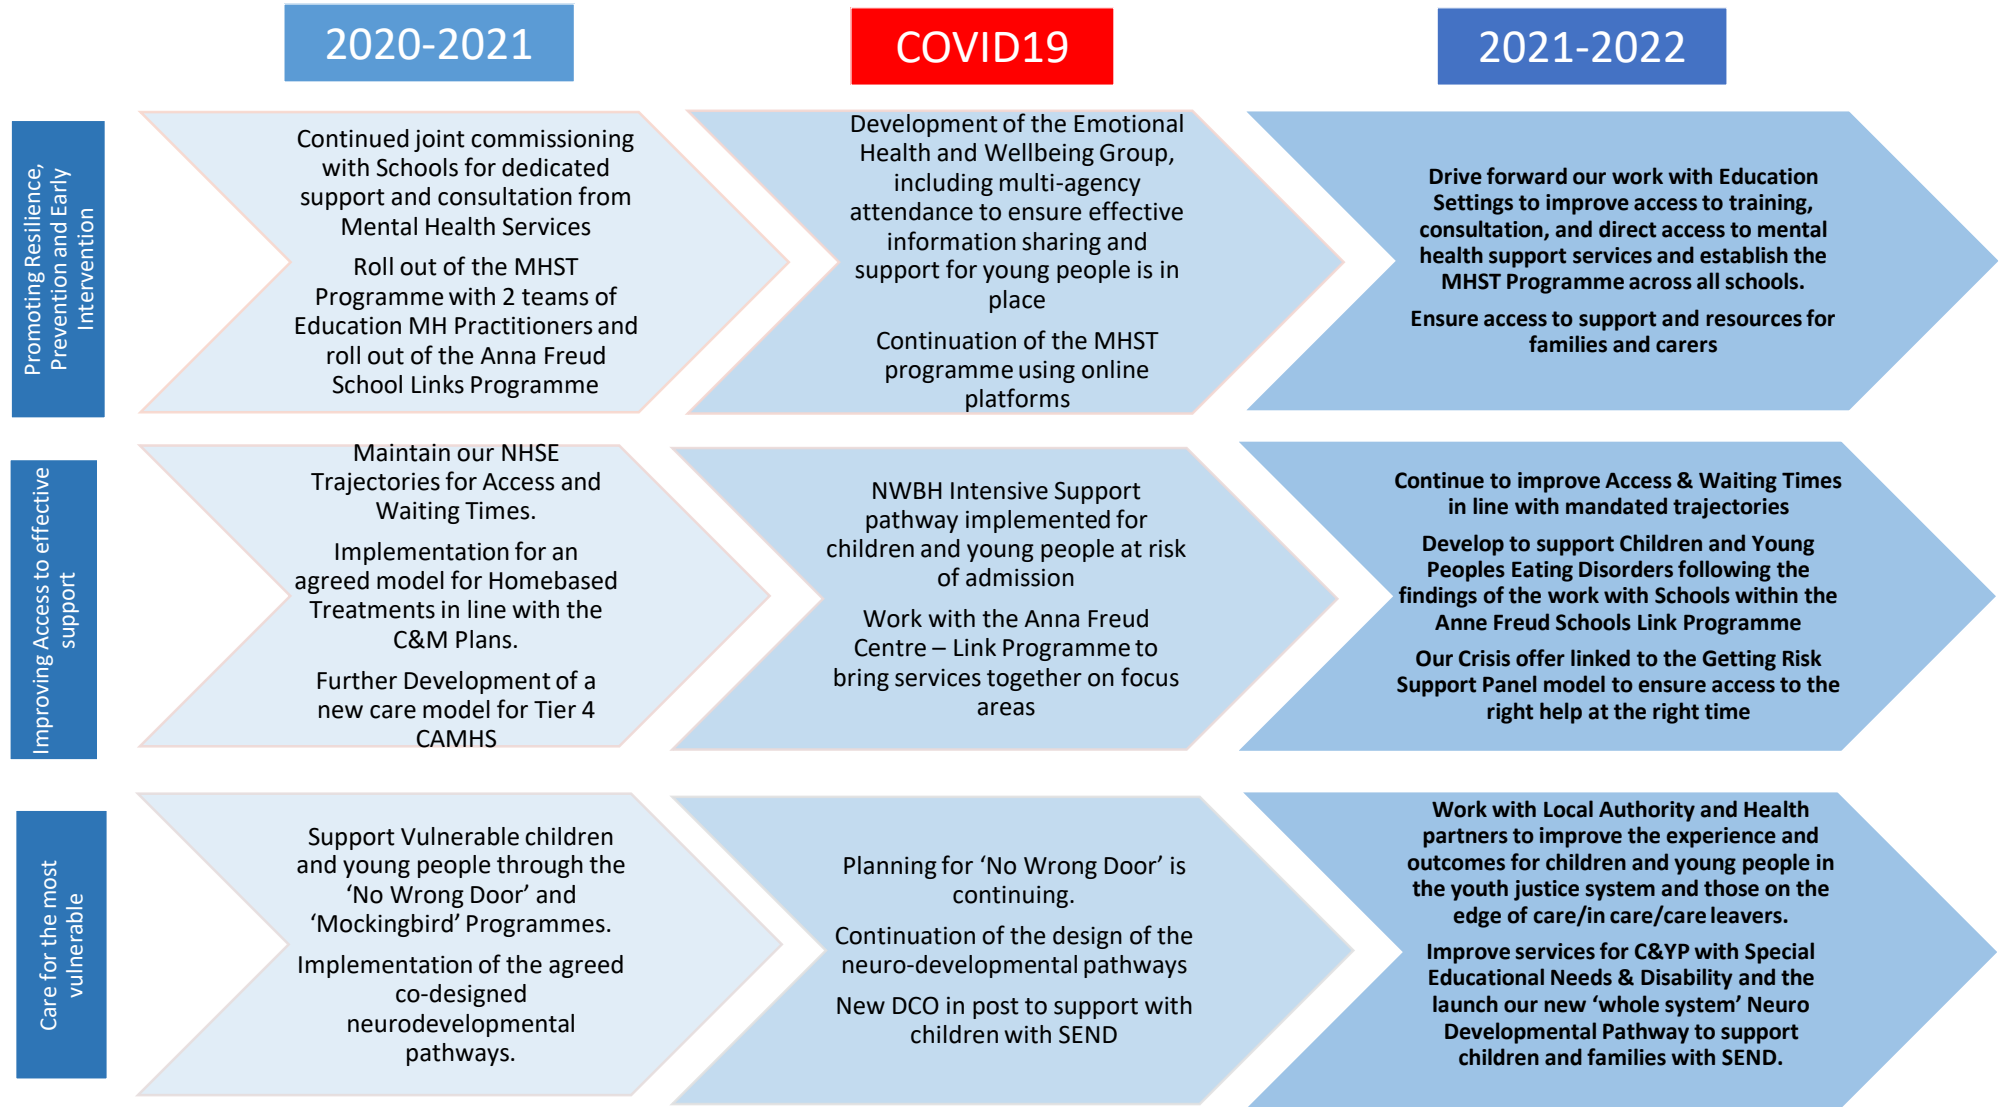 2020-2021
COVID19
2021-2022
Promoting Resilience,
Prevention and Early
Intervention
Continued joint commissioning
with Schools for dedicated
support and consultation from
Mental Health Services
Roll out of the MHST
Programme with 2 teams of
Education MH Practitioners and
roll out of the Anna Freud
School Links Programme
Development of the Emotional
Health and Wellbeing Group,
including multi-agency
attendance to ensure effective
information sharing and
support for young people is in
place
Continuation of the MHST
programme using online
platforms
Drive forward our work with Education
Settings to improve access to training,
consultation, and direct access to mental
health support services and establish the
MHST Programme across all schools.
Ensure access to support and resources for
families and carers
Improving Access to effective
support
Maintain our NHSE
Trajectories for Access and
Waiting Times.
Implementation for an
agreed model for Homebased
Treatments in line with the
C&M Plans.
Further Development of a
new care model for Tier 4
CAMHS
NWBH Intensive Support
pathway implemented for
children and young people at risk
of admission
Work with the Anna Freud
Centre – Link Programme to
bring services together on focus
areas
Continue to improve Access & Waiting Times
in line with mandated trajectories
Develop to support Children and Young
Peoples Eating Disorders following the
findings of the work with Schools within the
Anne Freud Schools Link Programme
Our Crisis offer linked to the Getting Risk
Support Panel model to ensure access to the
right help at the right time
Care for the most
vulnerable
Support Vulnerable children
and young people through the
‘No Wrong Door’ and
‘Mockingbird’ Programmes.
Implementation of the agreed
co-designed
neurodevelopmental
pathways.
Planning for ‘No Wrong Door’ is
continuing.
Continuation of the design of the
neuro-developmental pathways
New DCO in post to support with
children with SEND
Work with Local Authority and Health
partners to improve the experience and
outcomes for children and young people in
the youth justice system and those on the
edge of care/in care/care leavers.
Improve services for C&YP with Special
Educational Needs & Disability and the
launch our new ‘whole system’ Neuro
Developmental Pathway to support
children and families with SEND.